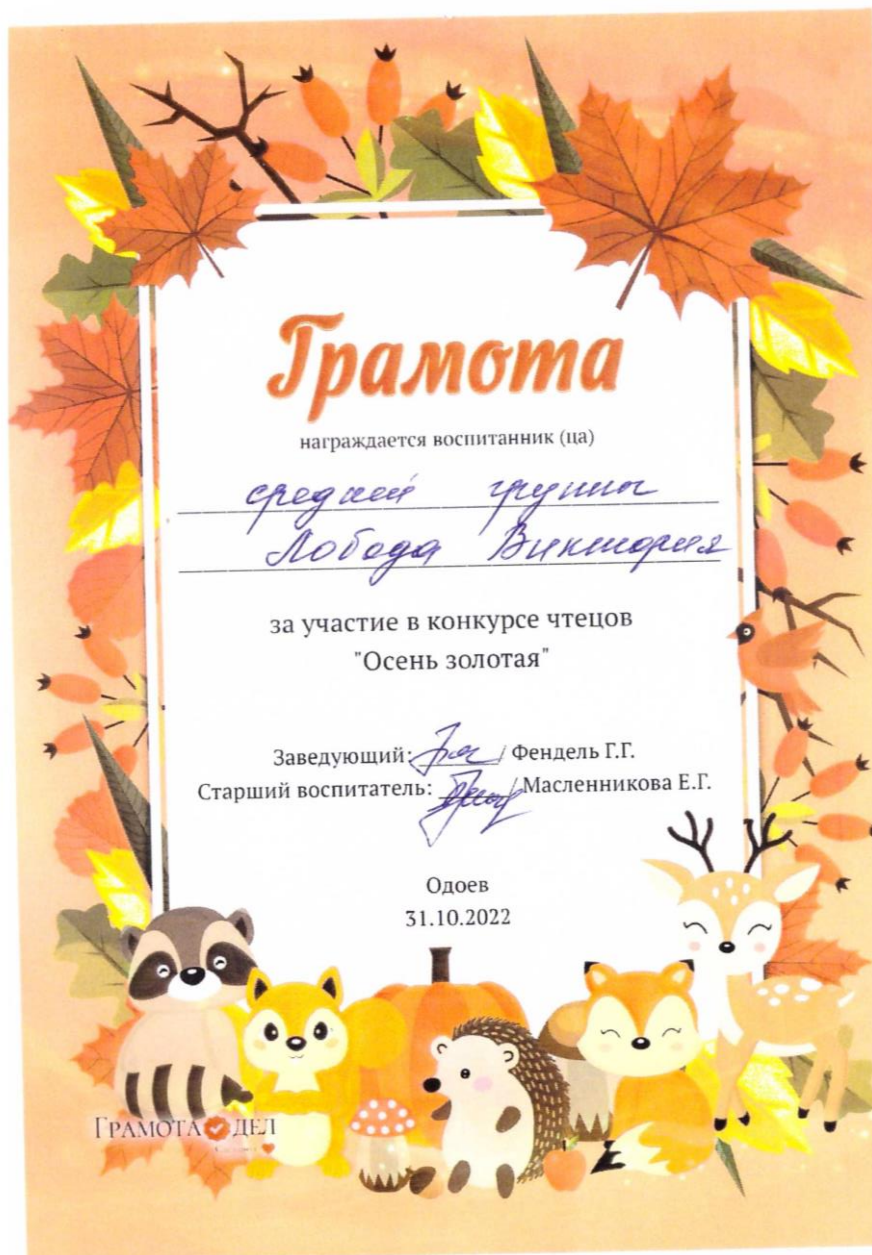 Грамота
награждается воспитанник (ца)
средней группы
Лобода Виктория
за участие в конкурсе чтецов
"Осень золотая"
Заведующий: / Фендель Г.Г.
Старший воспитатель: / Масленникова Е.Г.
Одоев
31.10.2022
ГРАМОТА ДЕЛ